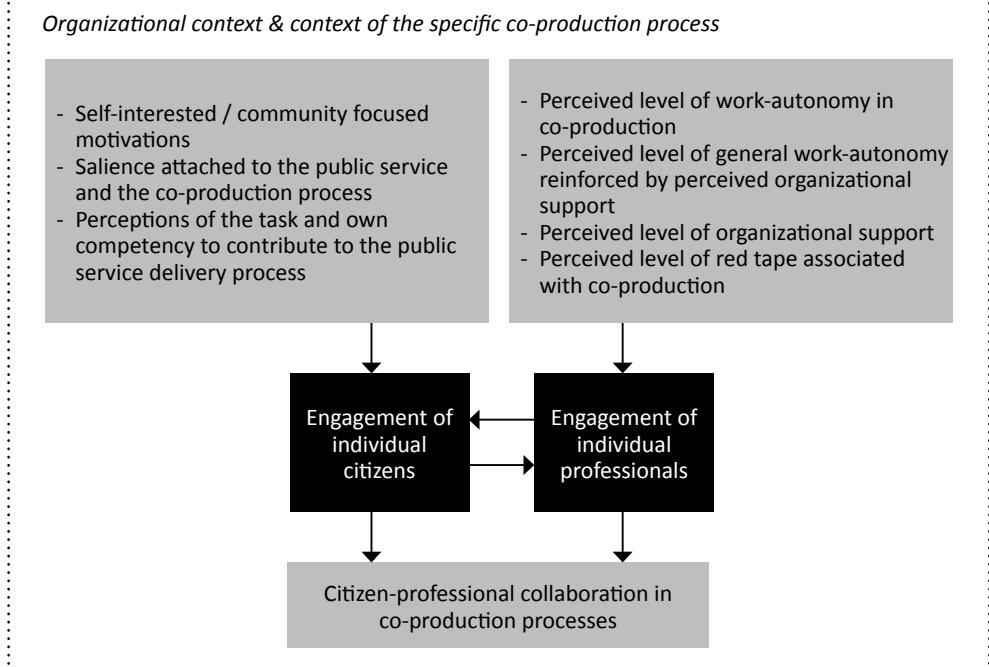 Organizational context & context of the specific co-production process
- Self-interested / community focused
motivations
- Salience attached to the public service
and the co-production process
- Perceptions of the task and own
competency to contribute to the public
service delivery process
- Perceived level of work-autonomy in
co-production
- Perceived level of general work-autonomy
reinforced by perceived organizational
support
- Perceived level of organizational support
- Perceived level of red tape associated
with co-production
Engagement of
individual
citizens
Engagement of
individual
professionals
Citizen-professional collaboration in
co-production processes